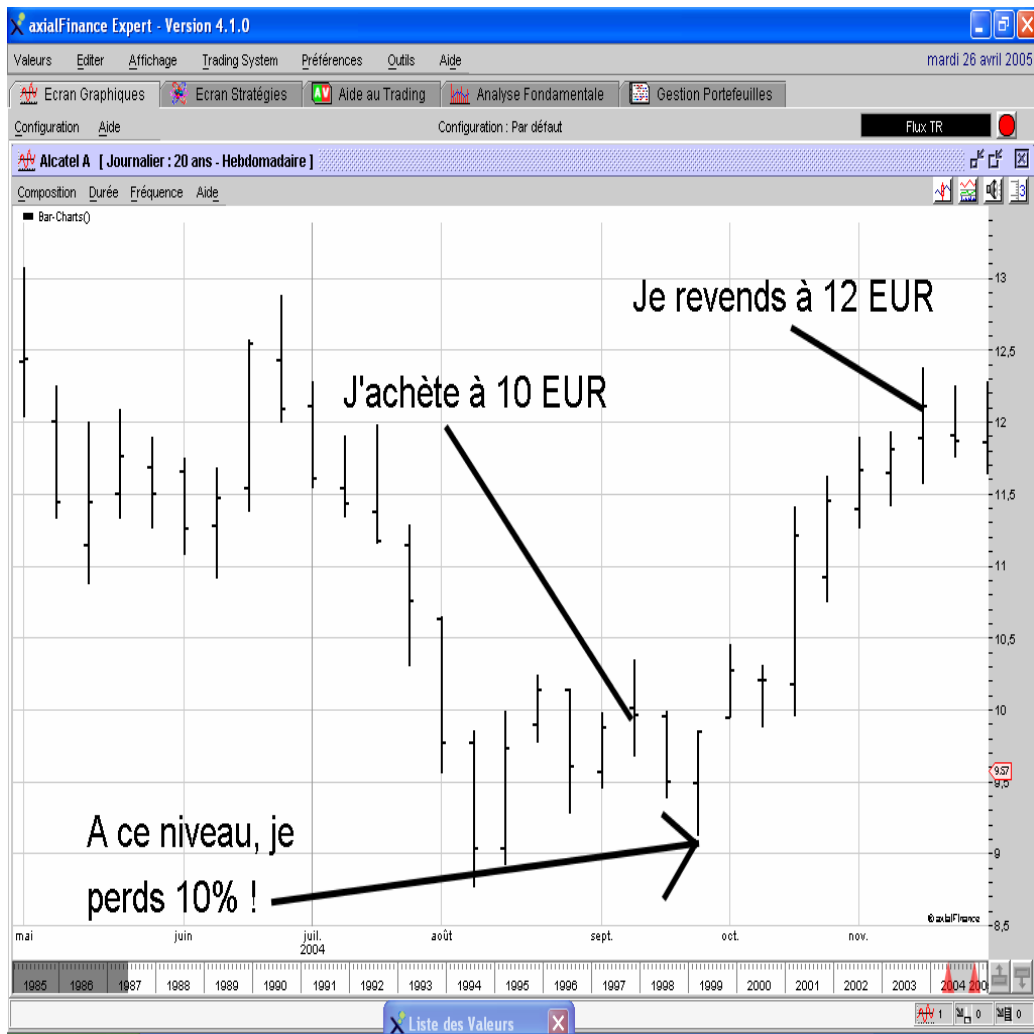 axialFinance Expert - Version 4.1.0
Valeurs Editer Affichage Trading System Préférences Outils Aide mardi 26 avril 2005
Ecran Graphiques Ecran Stratégies Aide au Trading Analyse Fondamentale Gestion Portefeuilles
Configuration Aide Configuration : Par défaut Flux TR
Alcatel A [ Journalier : 20 ans - Hebdomadaire ]
Composition Durée Fréquence Aide
Bar-Charts()
13
Je revends à 12 EUR
12,5
J'achète à 10 EUR
12
11,5
11
10,5
10
9.57
9,5
A ce niveau, je
perds 10% !
9
© axialFinance
8,5
mai juin juil. août sept. oct. nov.
2004
1985 1986 1987 1988 1989 1990 1991 1992 1993 1994 1995 1996 1997 1998 1999 2000 2001 2002 2003 2004 200
1 0 0
Liste des Valeurs